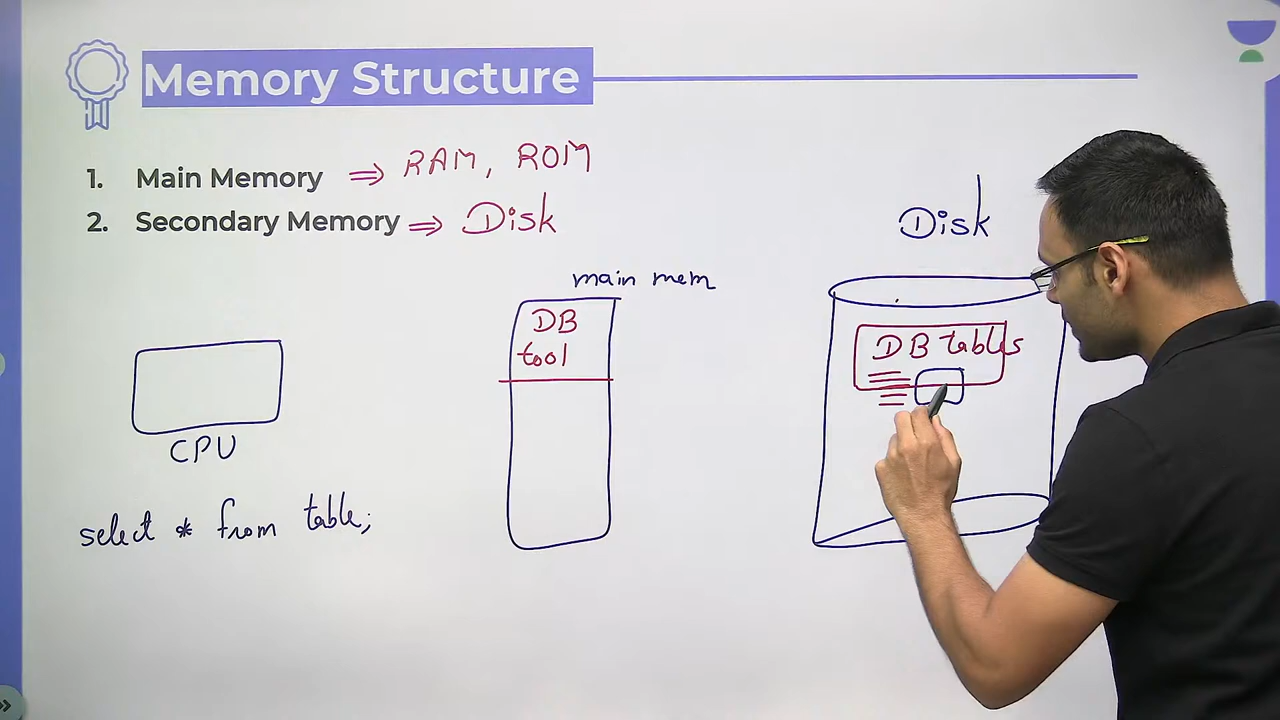 Memory Structure
1. Main Memory ⇒ RAM, ROM
2. Secondary Memory ⇒ Disk
Disk
main mem
DB
tool
DB tables
CPU
select * from table;